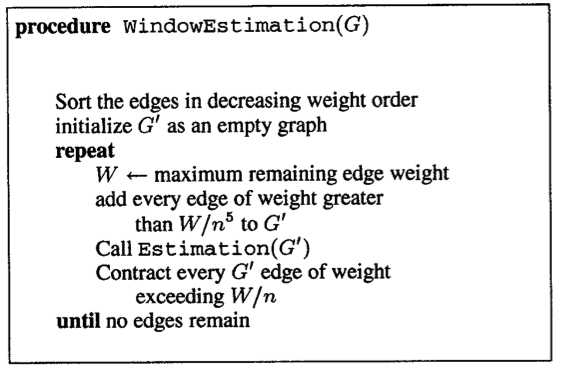 procedure WindowEstimation(G)
Sort the edges in decreasing weight order
initialize G′ as an empty graph
repeat
W ← maximum remaining edge weight
add every edge of weight greater
than W/n⁵ to G′
Call Estimation(G′)
Contract every G′ edge of weight
exceeding W/n
until no edges remain